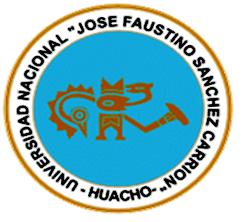 UNIVERSIDAD NACIONAL "JOSE FAUSTINO SANCHEZ CARRION"
- HUACHO-